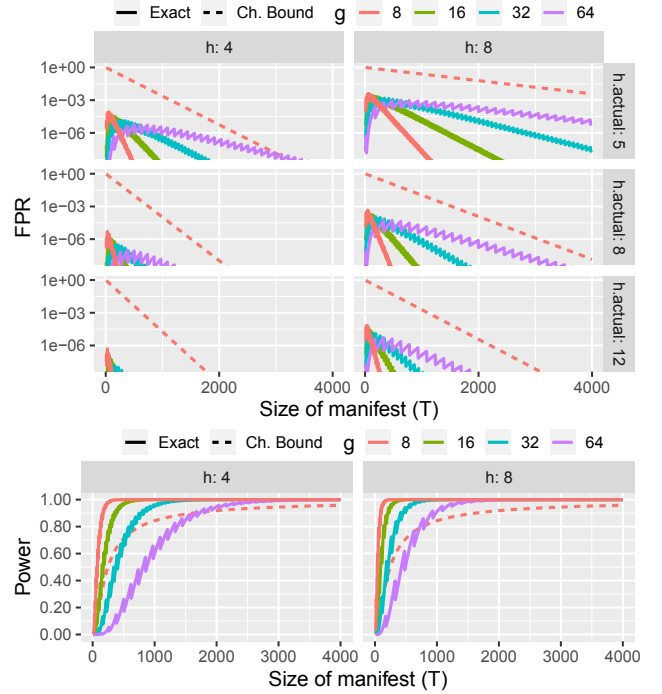 Exact Ch. Bound g 8 16 32 64
h: 4 h: 8
1e+00
1e−03
1e−06
h.actual: 5
1e+00
1e−03
1e−06
h.actual: 8
1e+00
1e−03
1e−06
h.actual: 12
FPR
0 2000 4000 0 2000 4000
Size of manifest (T)
Exact Ch. Bound g 8 16 32 64
h: 4 h: 8
1.00
0.80
0.60
0.40
0.20
0.00
Power
0 1000 2000 3000 4000 0 1000 2000 3000 4000
Size of manifest (T)